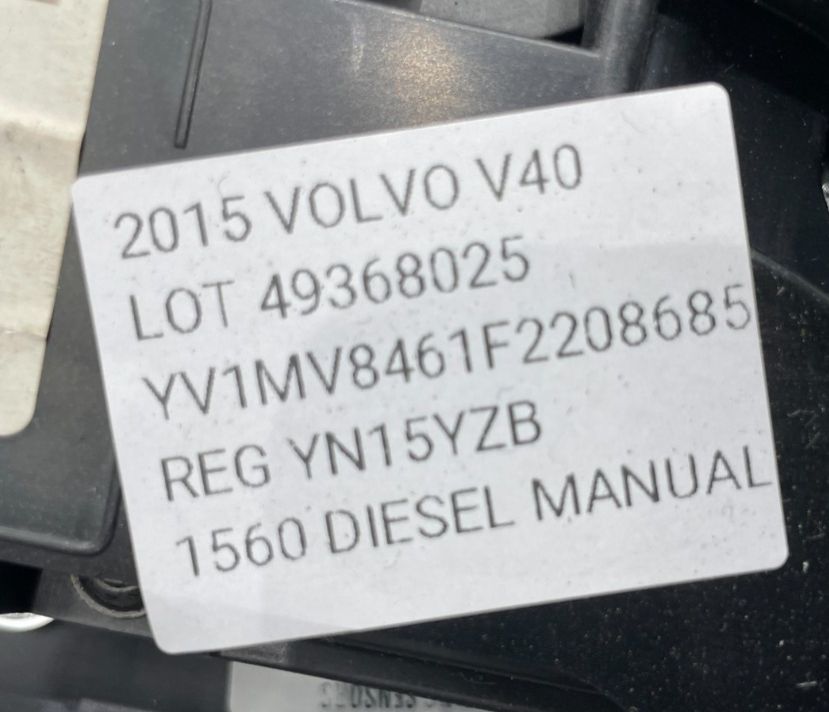 2015 VOLVO V40
LOT 49368025
YV1MV8461F2208685
REG YN15YZB
1560 DIESEL MANUAL